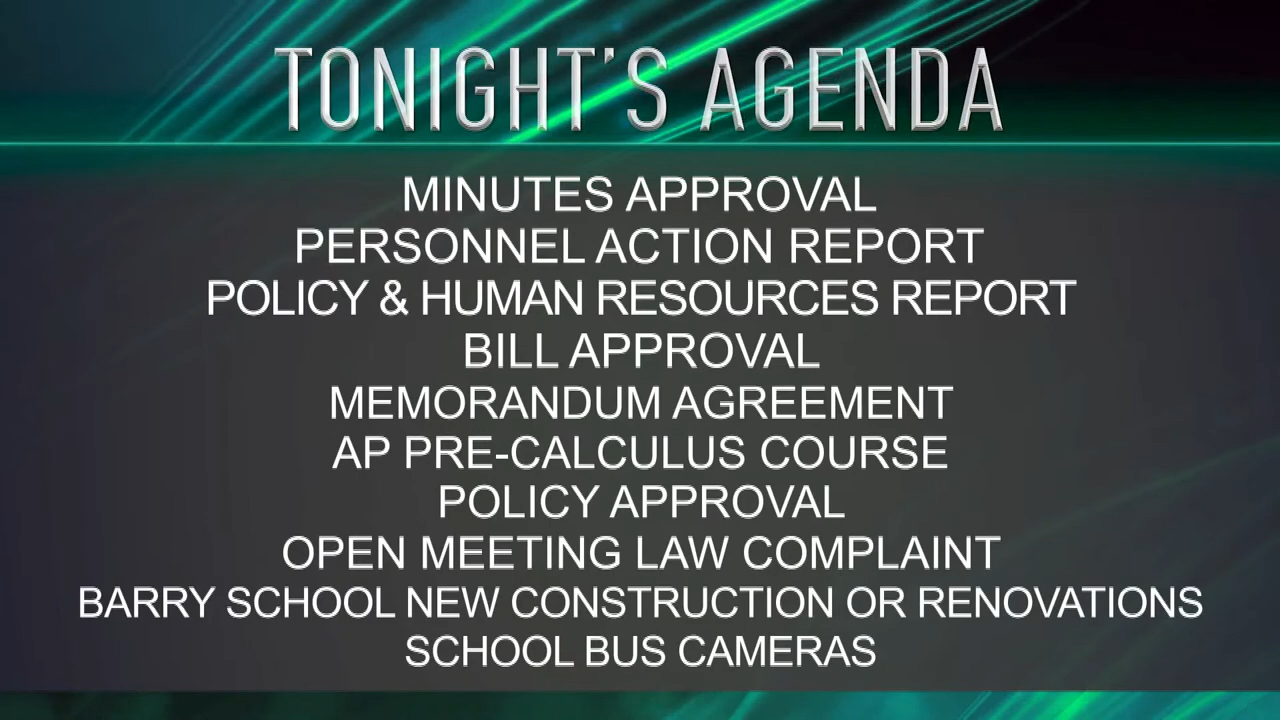 TONIGHT'S AGENDA
MINUTES APPROVAL
PERSONNEL ACTION REPORT
POLICY & HUMAN RESOURCES REPORT
BILL APPROVAL
MEMORANDUM AGREEMENT
AP PRE-CALCULUS COURSE
POLICY APPROVAL
OPEN MEETING LAW COMPLAINT
BARRY SCHOOL NEW CONSTRUCTION OR RENOVATIONS
SCHOOL BUS CAMERAS